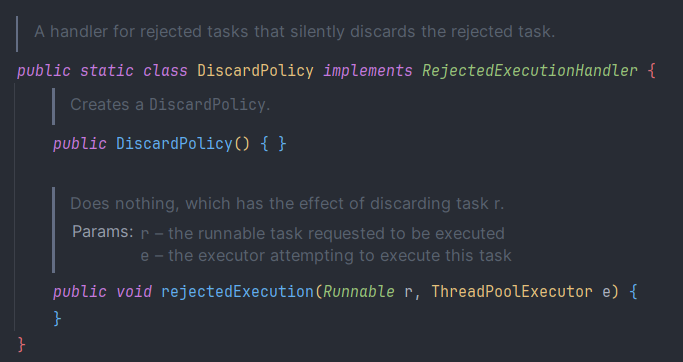 A handler for rejected tasks that silently discards the rejected task.
public static class DiscardPolicy implements RejectedExecutionHandler {
Creates a DiscardPolicy.
public DiscardPolicy() { }
Does nothing, which has the effect of discarding task r.
Params: r – the runnable task requested to be executed
e – the executor attempting to execute this task
public void rejectedExecution(Runnable r, ThreadPoolExecutor e) {
}
}